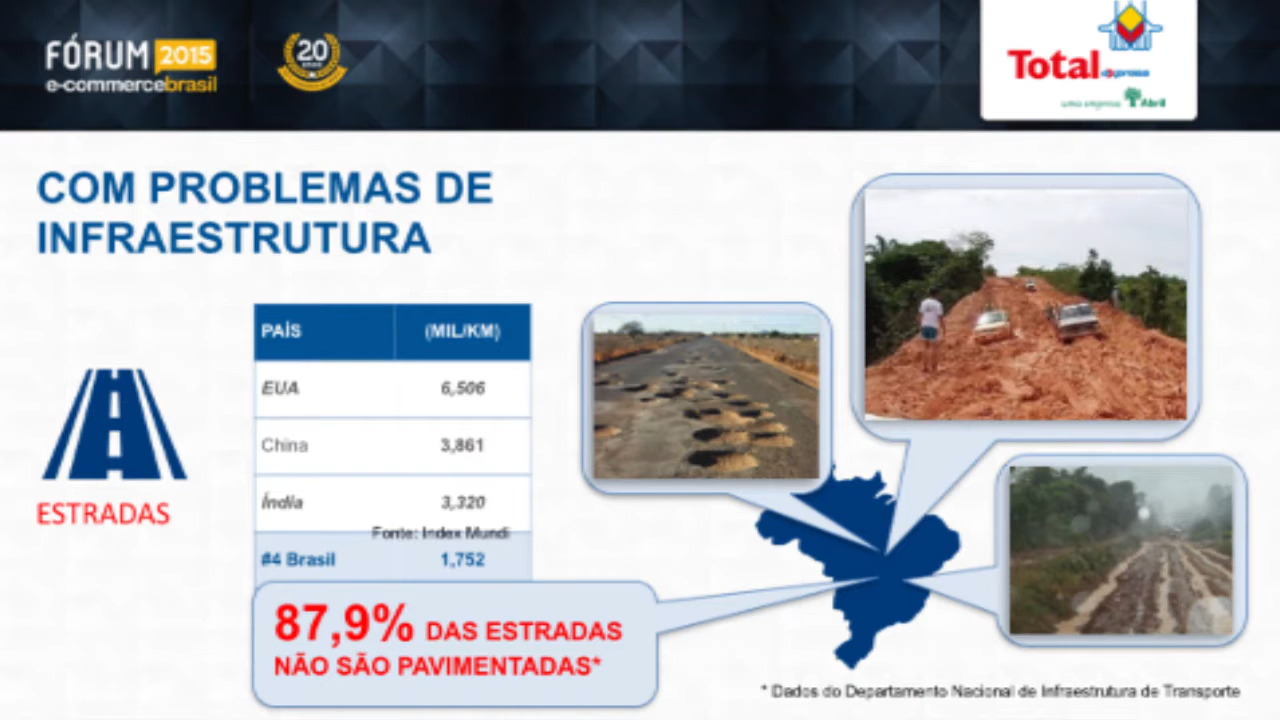 FÓRUM 2015
e-commercebrasil
20
anos
Total express
uma empresa Abril
COM PROBLEMAS DE
INFRAESTRUTURA
ESTRADAS
PAÍS (MIL/KM)
EUA 6,506
China 3,861
Índia 3,320
Fonte: Index Mundi
#4 Brasil 1,752
87,9% DAS ESTRADAS
NÃO SÃO PAVIMENTADAS*
* Dados do Departamento Nacional de Infraestrutura de Transporte